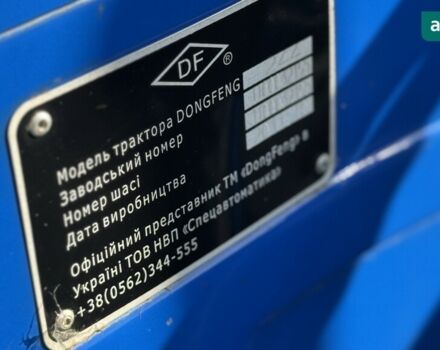 DF ®
Модель трактора DONGFENG
Заводський номер
Номер шасі
Дата виробництва
Офіційний представник ТМ «DongFeng» в
Україні ТОВ НВП «Спецавтоматика»
+38(0562)344-555